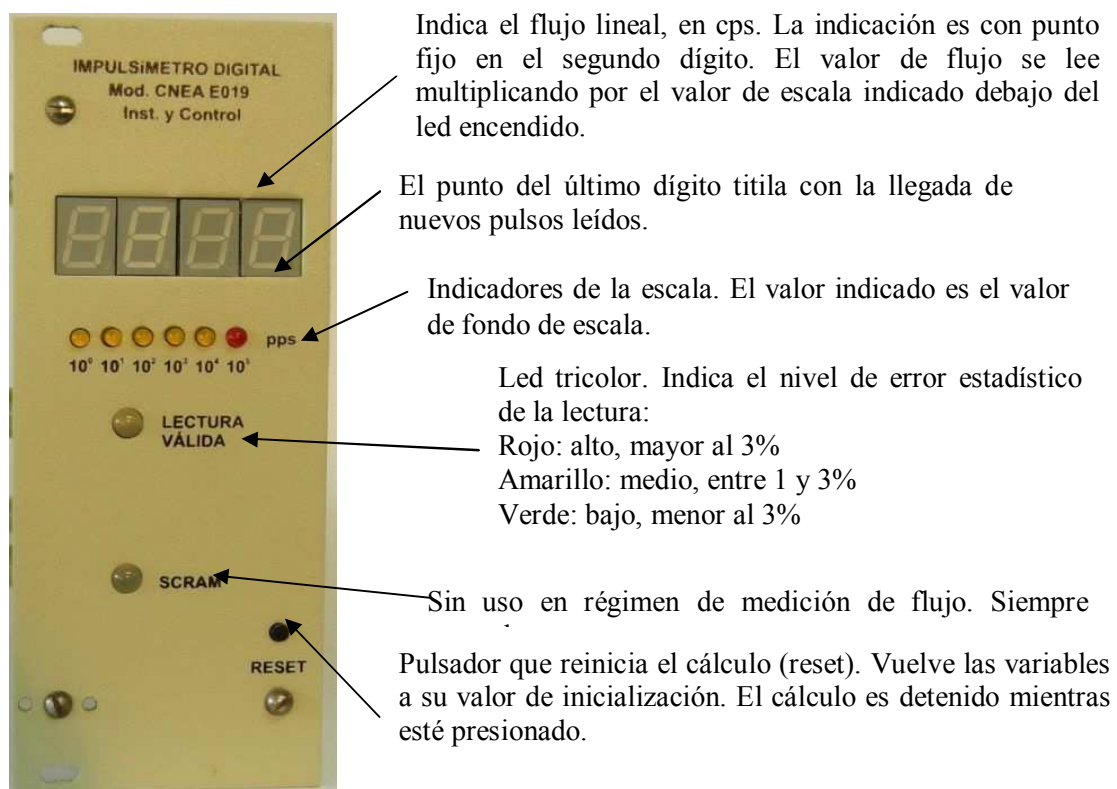 IMPULSíMETRO DIGITAL
Mod. CNEA E019
Inst. y Control
10⁰ 10¹ 10² 10³ 10⁴ 10⁵ pps
LECTURA
VÁLIDA
SCRAM
RESET
Indica el flujo lineal, en cps. La indicación es con punto
fijo en el segundo dígito. El valor de flujo se lee
multiplicando por el valor de escala indicado debajo del
led encendido.
El punto del último dígito titila con la llegada de
nuevos pulsos leídos.
Indicadores de la escala. El valor indicado es el valor
de fondo de escala.
Led tricolor. Indica el nivel de error estadístico
de la lectura:
Rojo: alto, mayor al 3%
Amarillo: medio, entre 1 y 3%
Verde: bajo, menor al 3%
Sin uso en régimen de medición de flujo. Siempre
Pulsador que reinicia el cálculo (reset). Vuelve las variables
a su valor de inicialización. El cálculo es detenido mientras
esté presionado.